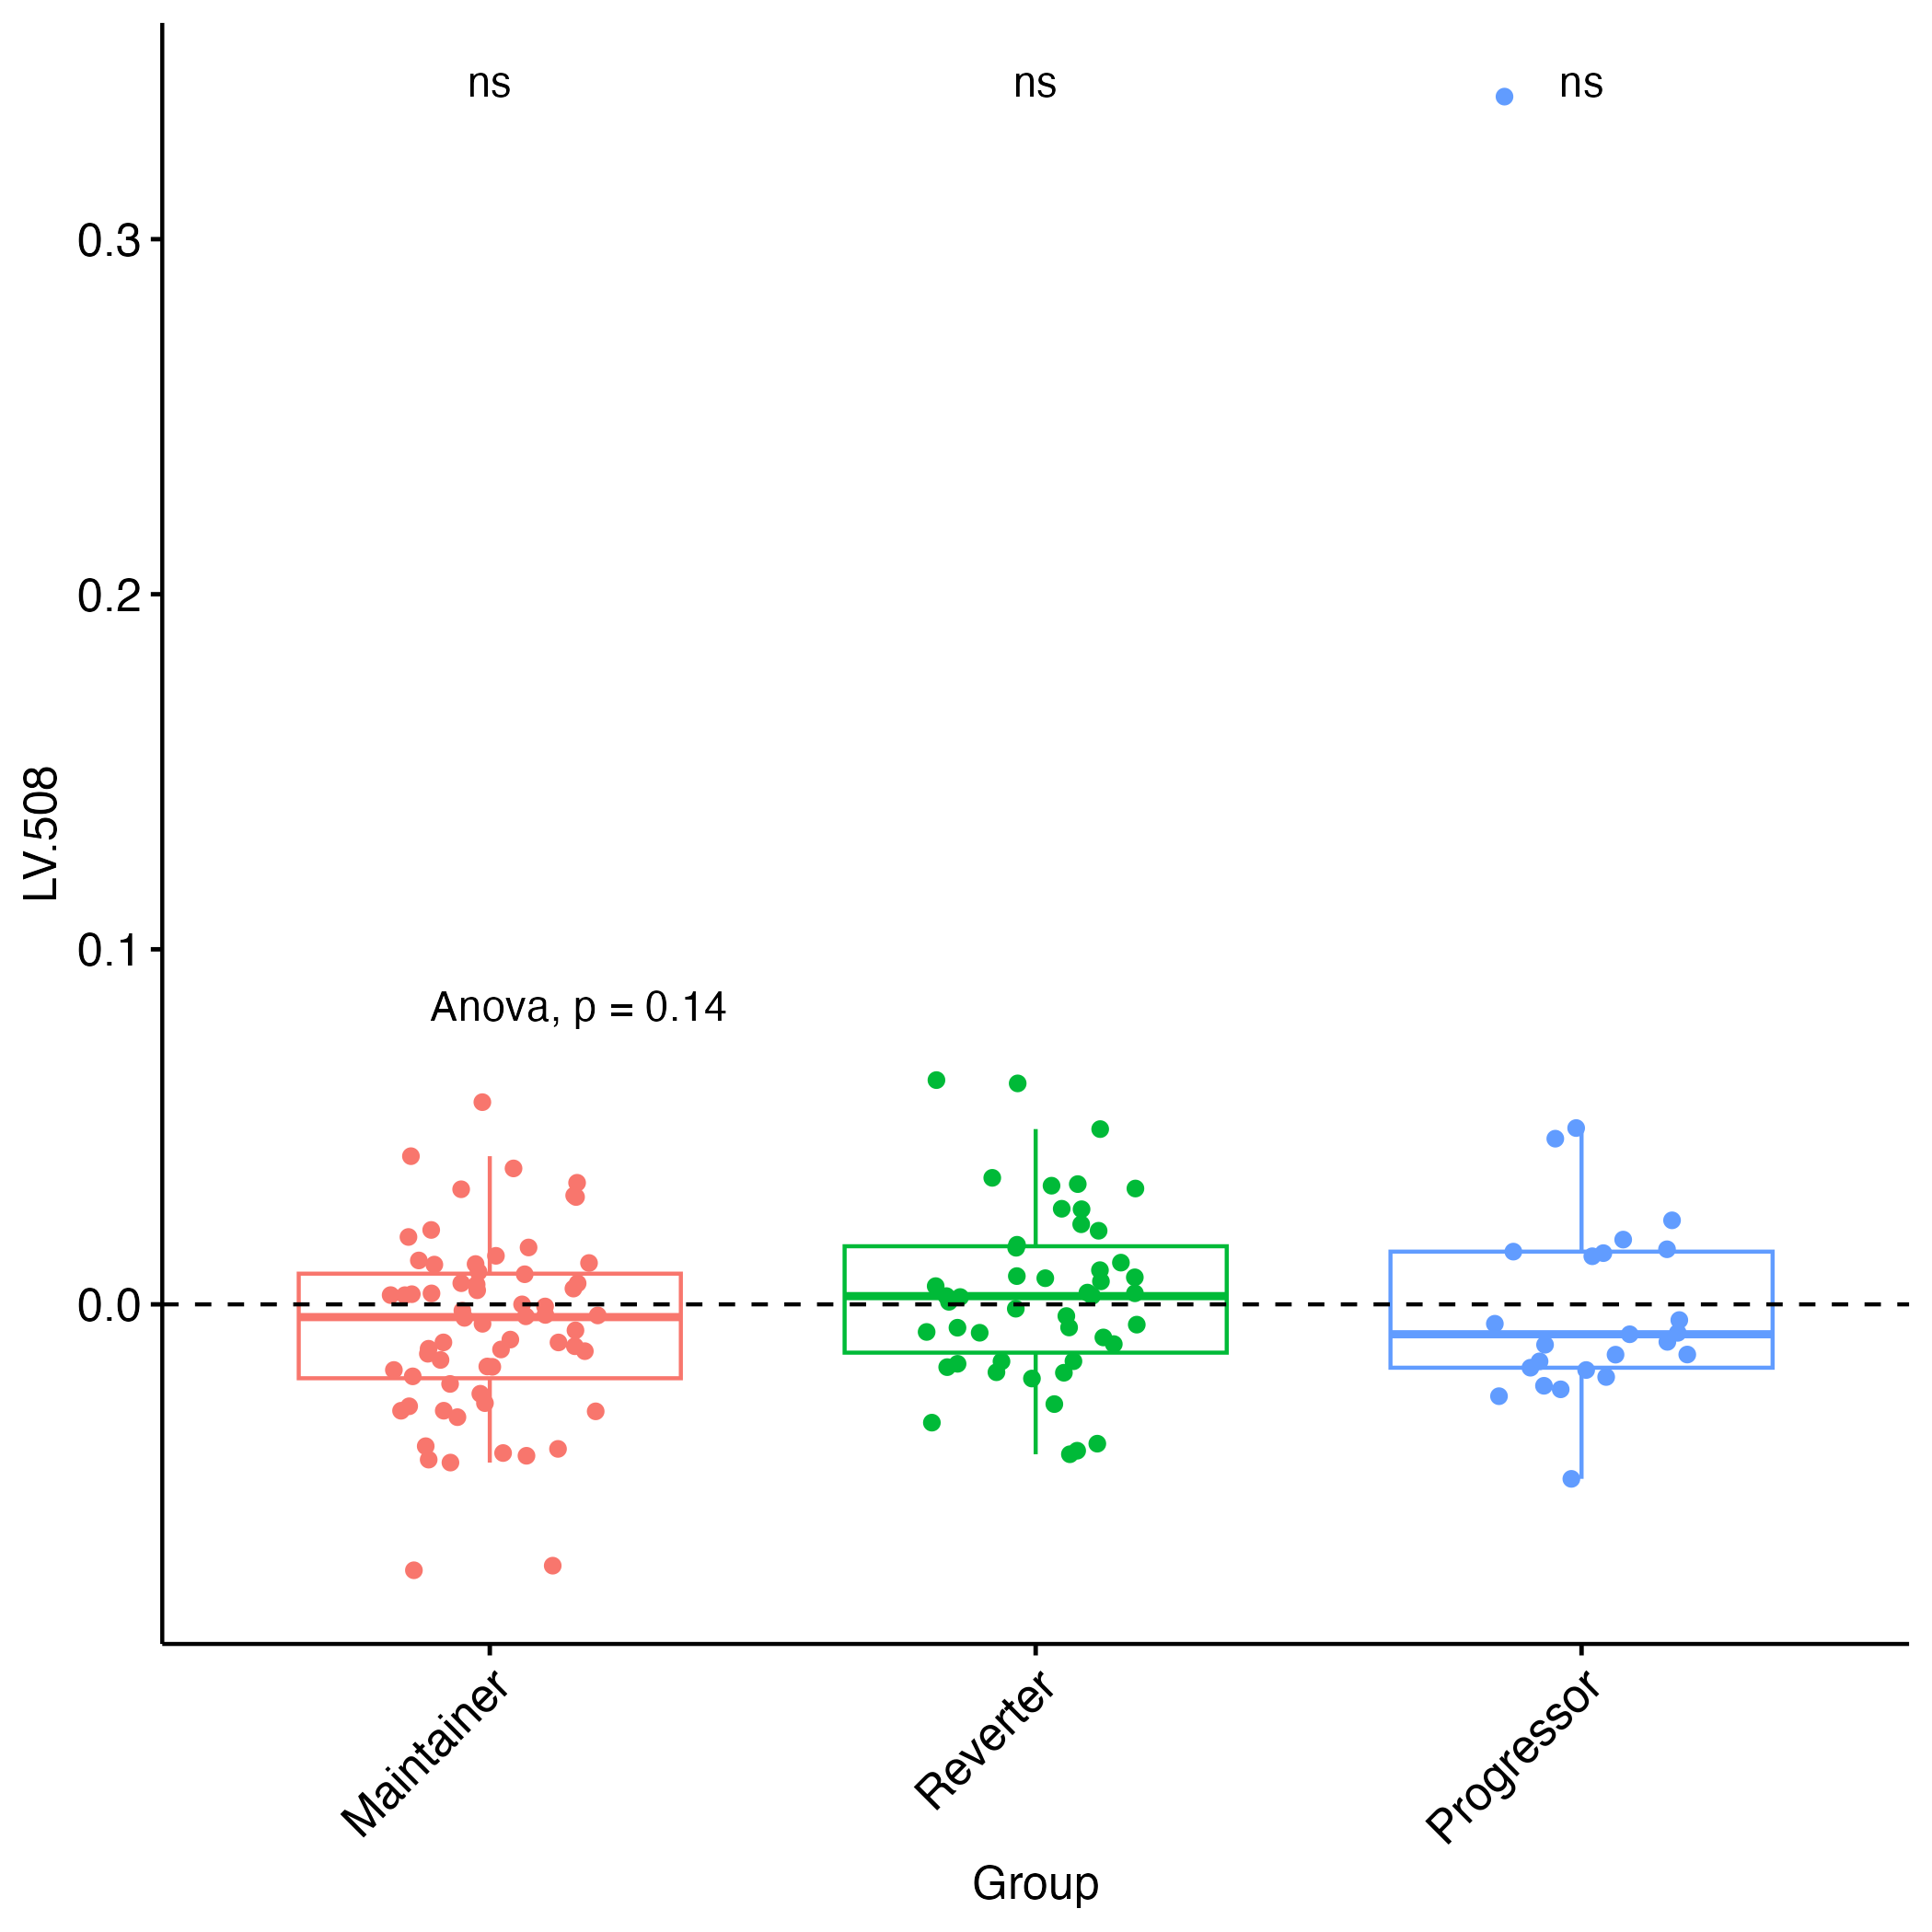 ns ns ns
0.3
0.2
LV.508
0.1
Anova, p = 0.14
0.0
Maintainer Reverter Progressor
Group